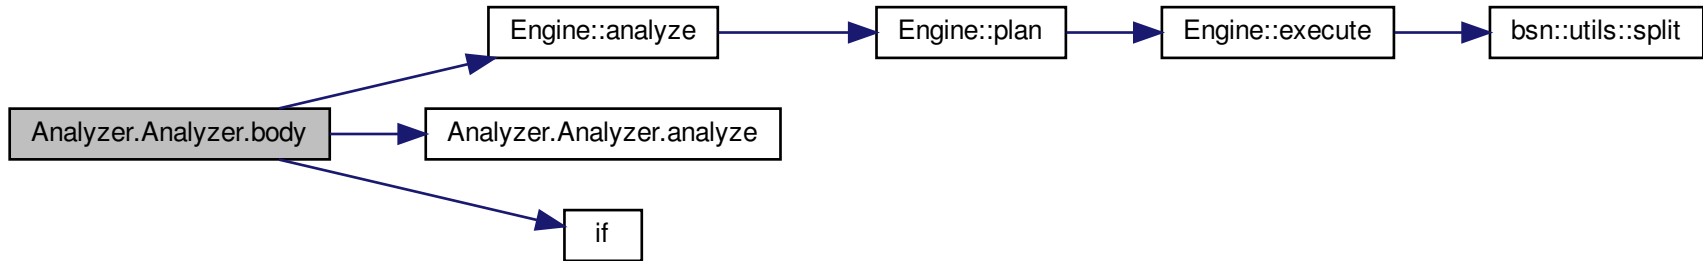 Engine::analyze
Engine::plan
Engine::execute
bsn::utils::split
Analyzer.Analyzer.body
Analyzer.Analyzer.analyze
if